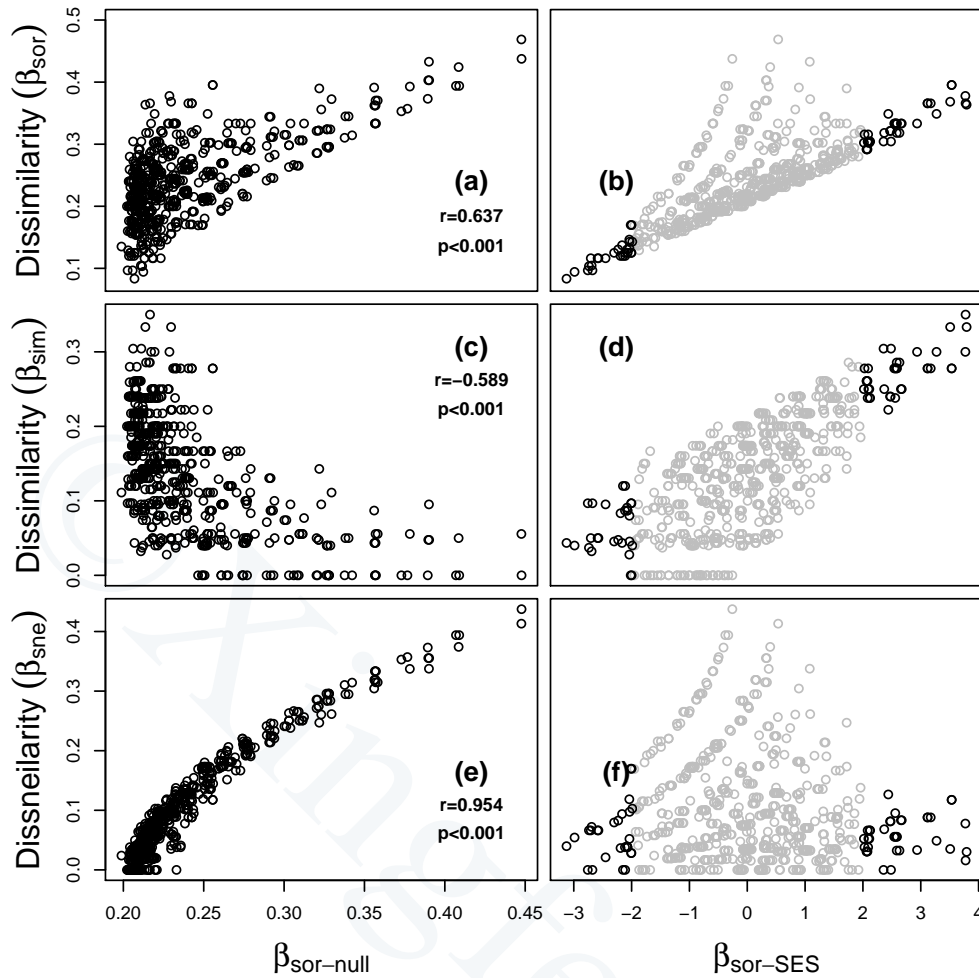 0.5
0.4
0.3
0.2
0.1
Dissimilarity (βsor)
(a)
r=0.637
p<0.001
(b)
0.3
0.2
0.1
0.0
Dissimilarity (βsim)
(c)
r=−0.589
p<0.001
(d)
0.4
0.3
0.2
0.1
0.0
Dissneilarity (βsne)
(e)
r=0.954
p<0.001
(f)
0.20 0.25 0.30 0.35 0.40 0.45
−3 −2 −1 0 1 2 3 4
βsor−null
βsor−SES
© Xingf